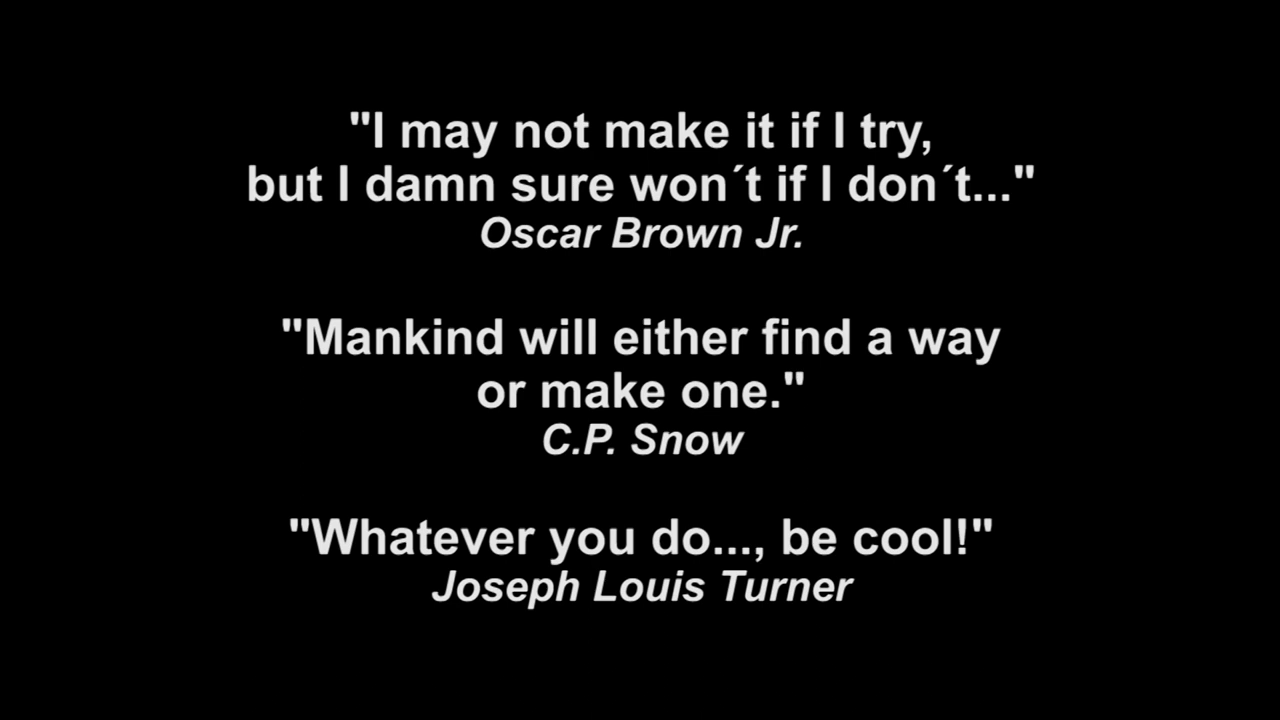 "I may not make it if I try,
but I damn sure won´t if I don´t..."
Oscar Brown Jr.
"Mankind will either find a way
or make one."
C.P. Snow
"Whatever you do..., be cool!"
Joseph Louis Turner